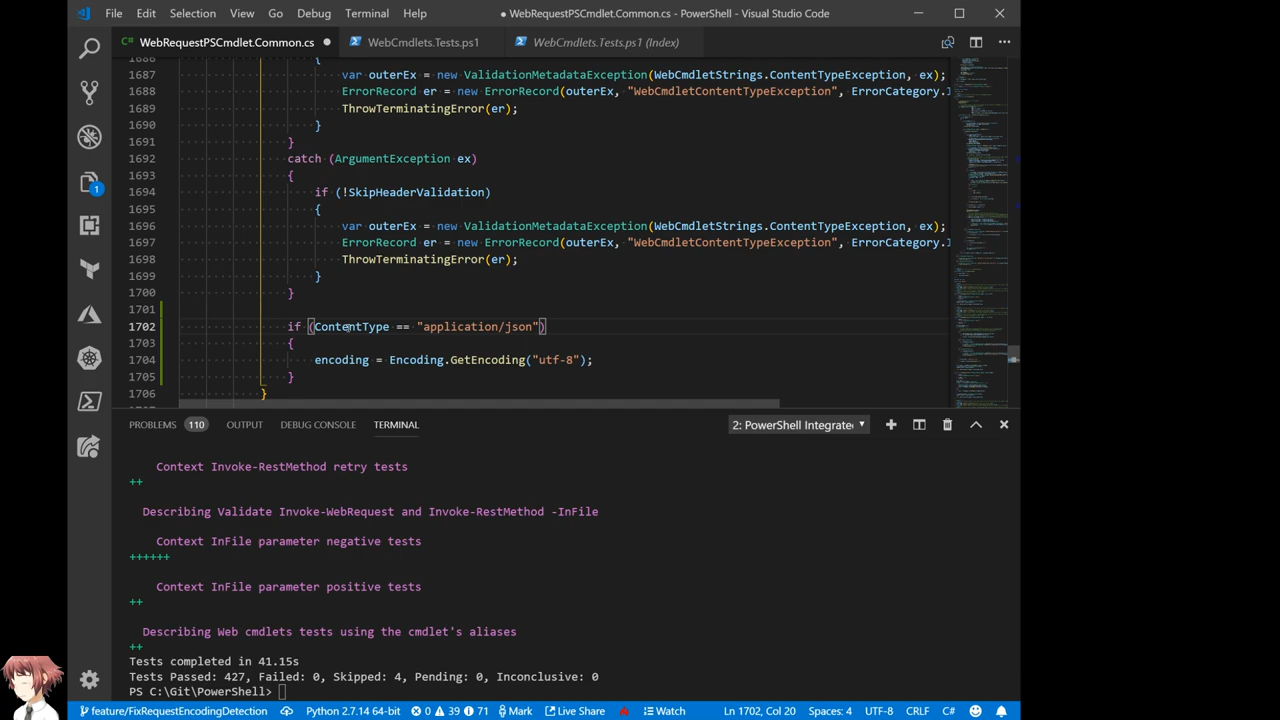 File Edit Selection View Go Debug Terminal Help ● WebRequestPSCmdlet.Common.cs - PowerShell - Visual Studio Code
C# WebRequestPSCmdlet.Common.cs ● WebCmdlets.Tests.ps1 WebCmdlets.Tests.ps1 (Index)
1686 {
1687 var outerEx = new ValidationMetadataException(WebCmdletStrings.ContentTypeException, ex);
1688 ErrorRecord er = new ErrorRecord(outerEx, "WebCmdletContentTypeException", ErrorCategory.I
1689 ThrowTerminatingError(er);
1690 }
1691
1692 tch (ArgumentException ex)
1693
1694 if (!SkipHeaderValidation)
1695 {
1696 var outerEx = new ValidationMetadataException(WebCmdletStrings.ContentTypeException, ex);
1697 ErrorRecord er = new ErrorRecord(outerEx, "WebCmdletContentTypeException", ErrorCategory.I
1698 ThrowTerminatingError(er);
1699 }
1700 }
1701
1702 if (ContentType == "application/json")
1703
1704 encoding = Encoding.GetEncoding("utf-8");
1705 }
1706 }
PROBLEMS 110 OUTPUT DEBUG CONSOLE TERMINAL 2: PowerShell Integrate
Context Invoke-RestMethod retry tests
++
Describing Validate Invoke-WebRequest and Invoke-RestMethod -InFile
Context InFile parameter negative tests
++++++
Context InFile parameter positive tests
++
Describing Web cmdlets tests using the cmdlet's aliases
++
Tests completed in 41.15s
Tests Passed: 427, Failed: 0, Skipped: 4, Pending: 0, Inconclusive: 0
PS C:\Git\PowerShell>
1
feature/FixRequestEncodingDetection Python 2.7.14 64-bit 0 39 71 Mark Live Share Watch Ln 1702, Col 20 Spaces: 4 UTF-8 CRLF C#